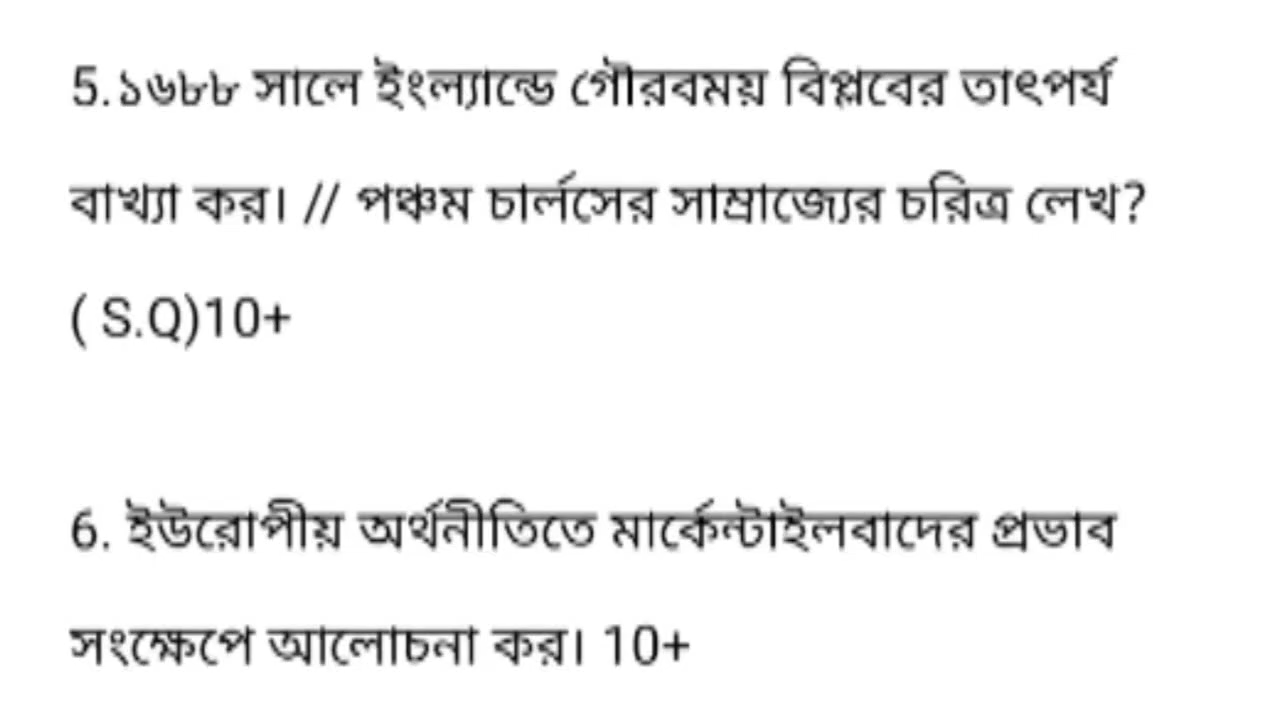 5.১৬৮৮ সালে ইংল্যান্ডে গৌরবময় বিপ্লবের তাৎপর্য
বাখ্যা কর। // পঞ্চম চার্লসের সাম্রাজ্যের চরিত্র লেখ?
( S.Q)10+
6. ইউরোপীয় অর্থনীতিতে মার্কেন্টাইলবাদের প্রভাব
সংক্ষেপে আলোচনা কর। 10+